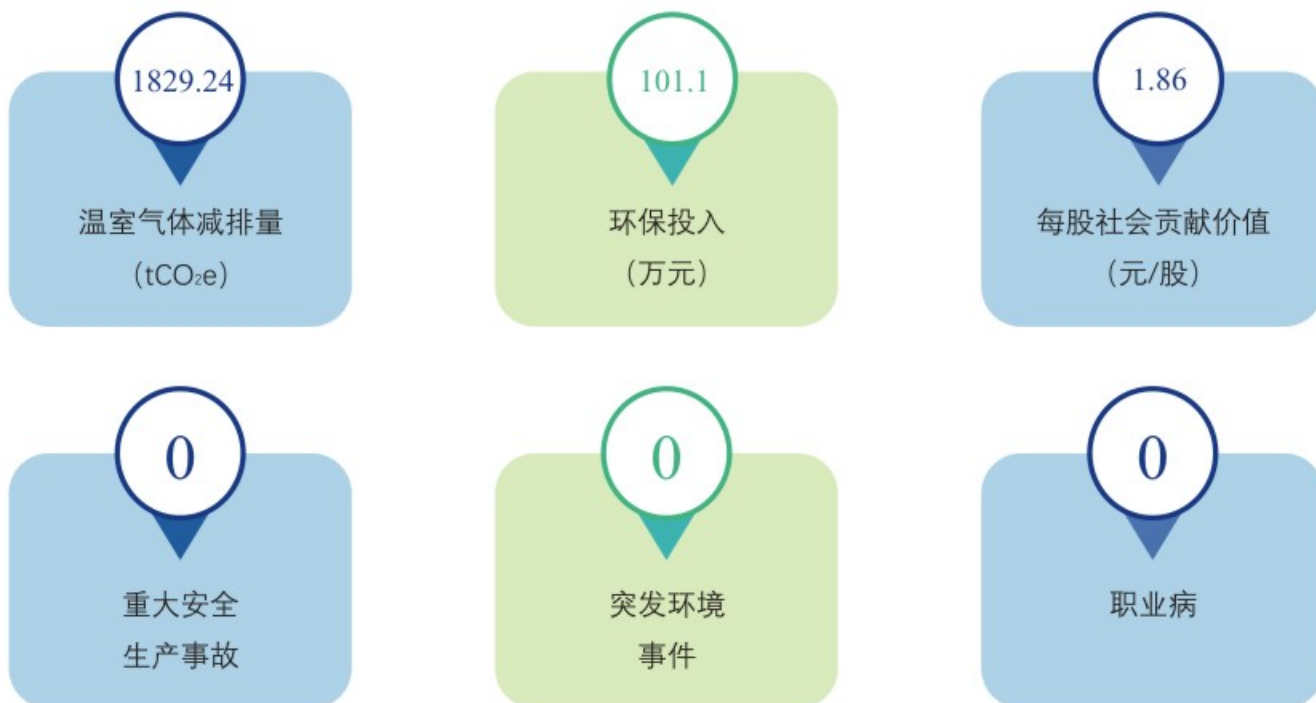 1829.24
温室气体减排量
(tCO₂e)
101.1
环保投入
(万元)
1.86
每股社会贡献价值
(元/股)
0
重大安全
生产事故
0
突发环境
事件
0
职业病